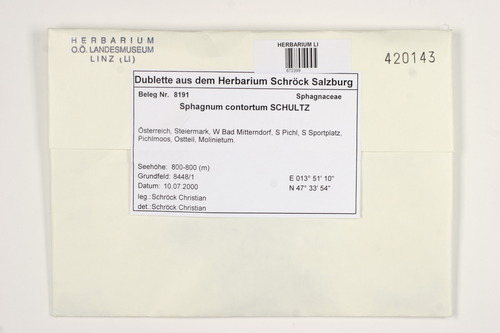 HERBARIUM
O.Ö. LANDESMUSEUM
LINZ (LI)
HERBARIUM LI
420143
Dublette aus dem Herbarium Schröck Salzburg
Beleg Nr. 8191 Sphagnaceae
Sphagnum contortum SCHULTZ
Österreich, Steiermark, W Bad Mitterndorf, S Pichl, S Sportplatz,
Pichlmoos, Ostteil, Molinietum.
Seehöhe: 800-800 (m)
Grundfeld: 8448/1 E 013° 51' 10"
Datum: 10.07.2000 N 47° 33' 54"
leg.:Schröck Christian
det.:Schröck Christian